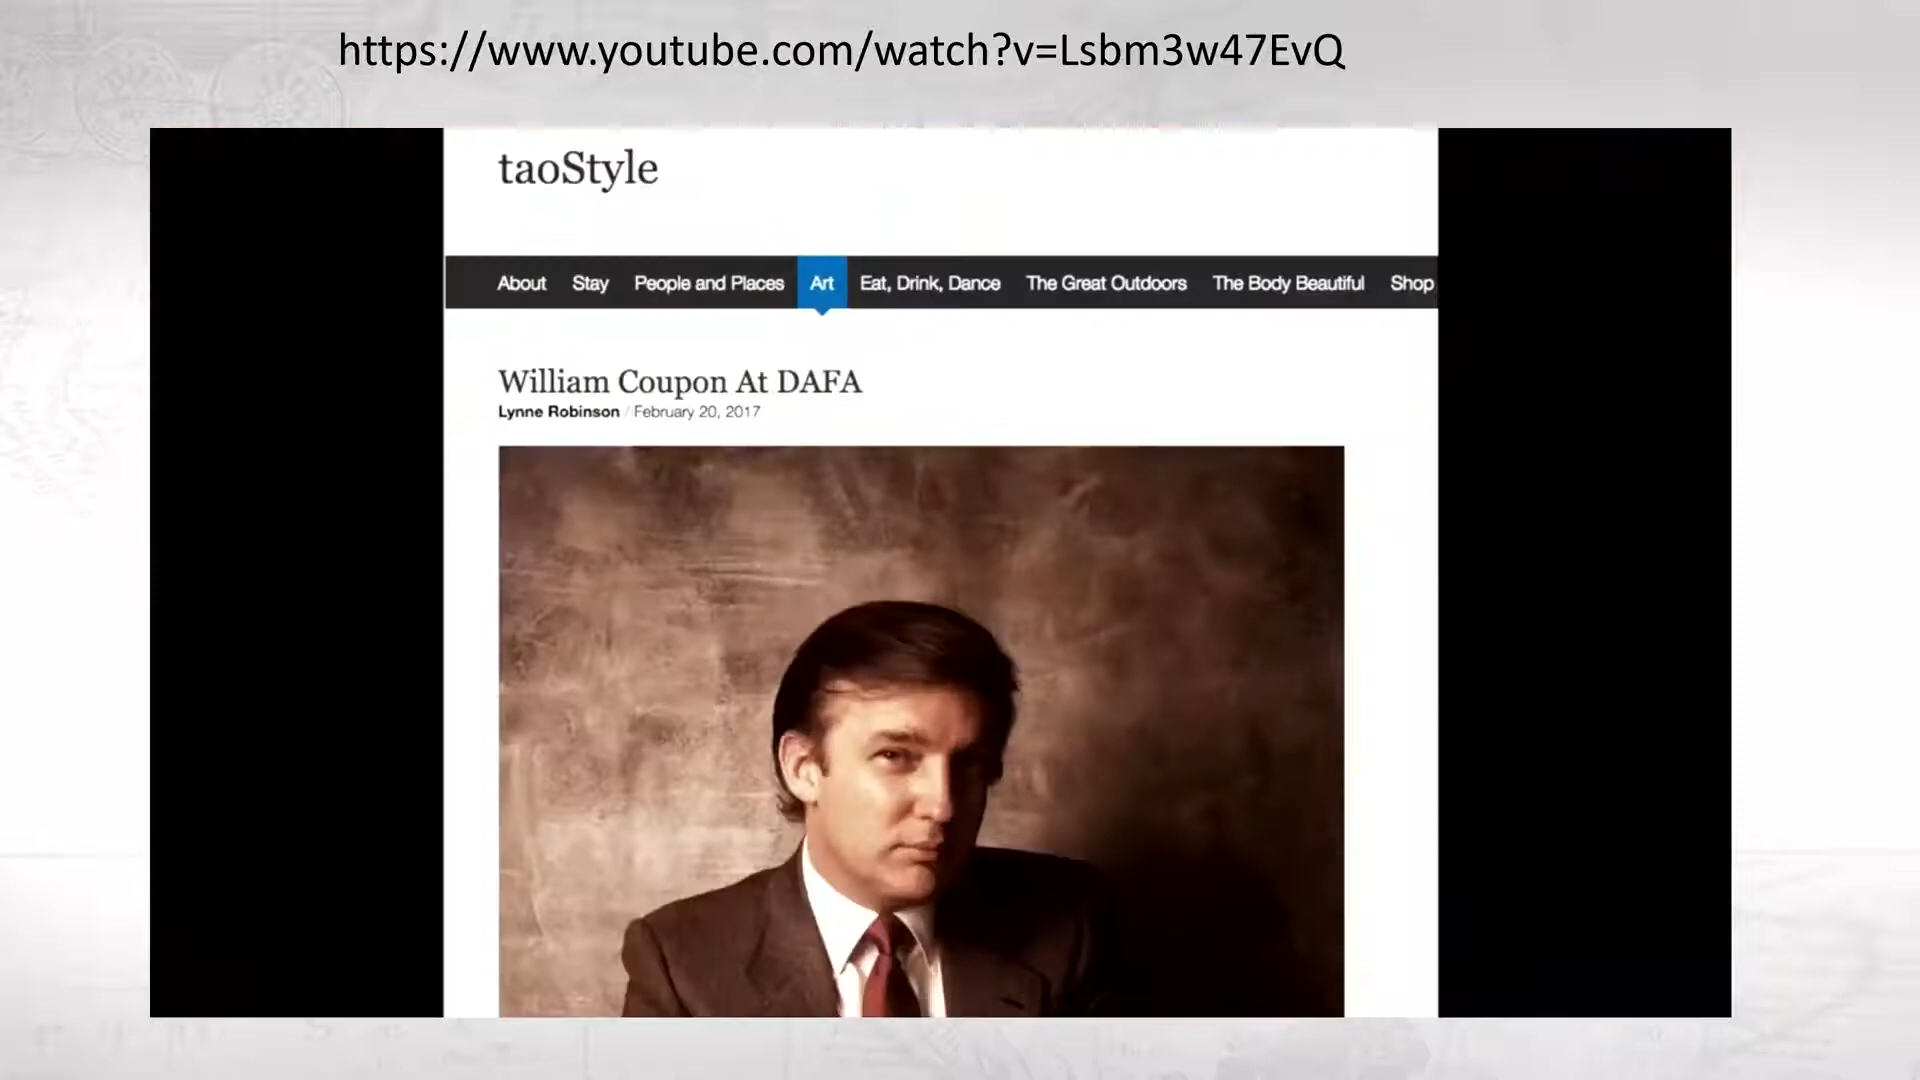 https://www.youtube.com/watch?v=Lsbm3w47EvQ
taoStyle
About Stay People and Places Art Eat, Drink, Dance The Great Outdoors The Body Beautiful Shop
William Coupon At DAFA
Lynne Robinson / February 20, 2017